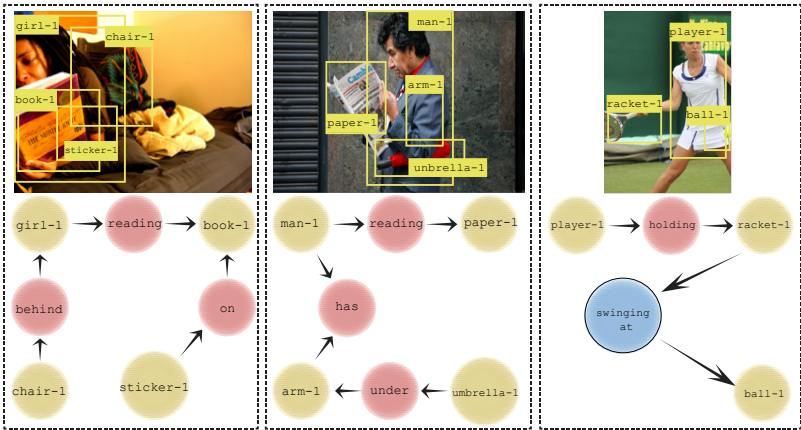 girl-1
chair-1
book-1
sticker-1
man-1
arm-1
paper-1
unbrella-1
player-1
racket-1
ball-1
girl-1
reading
book-1
behind
on
chair-1
sticker-1
man-1
reading
paper-1
has
arm-1
under
umbrella-1
player-1
holding
racket-1
swinging
at
ball-1